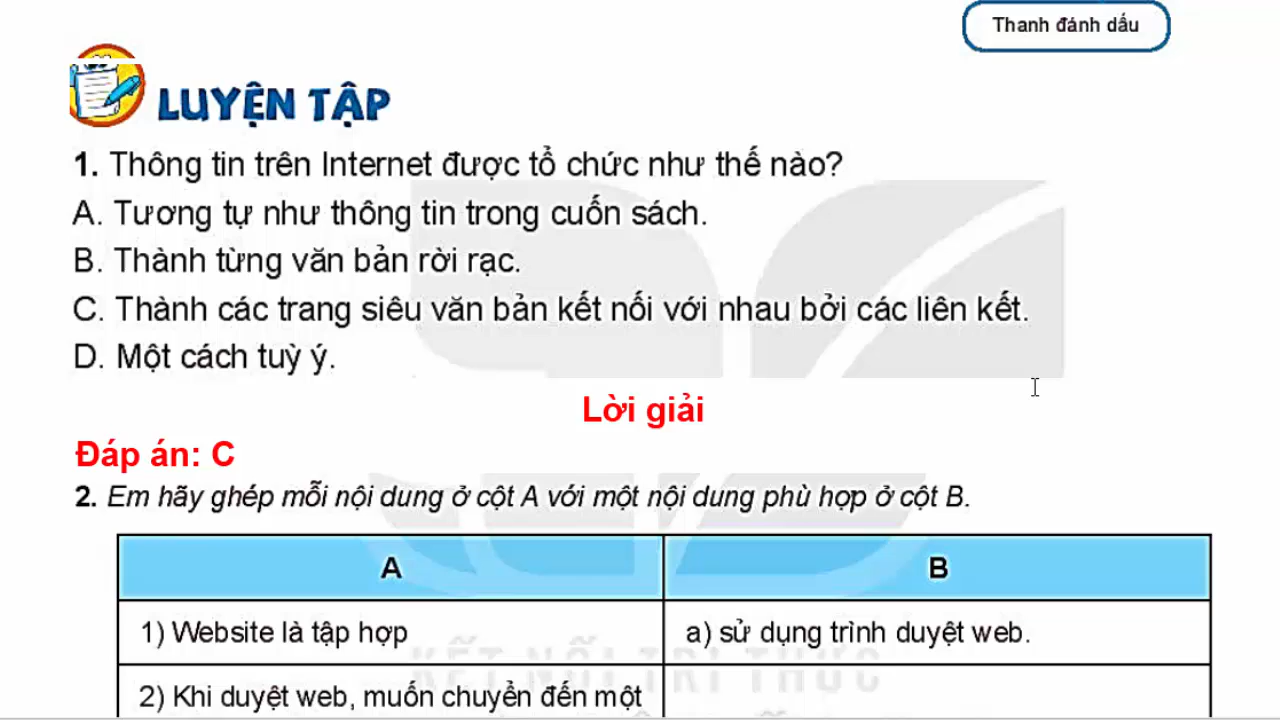 Thanh đánh dấu
LUYỆN TẬP
1. Thông tin trên Internet được tổ chức như thế nào?
A. Tương tự như thông tin trong cuốn sách.
B. Thành từng văn bản rời rạc.
C. Thành các trang siêu văn bản kết nối với nhau bởi các liên kết.
D. Một cách tuỳ ý.
Lời giải
Đáp án: C
2. Em hãy ghép mỗi nội dung ở cột A với một nội dung phù hợp ở cột B.
A B
1) Website là tập hợp a) sử dụng trình duyệt web.
KẾT NỐI TRI THỨC
2) Khi duyệt web, muốn chuyển đến một